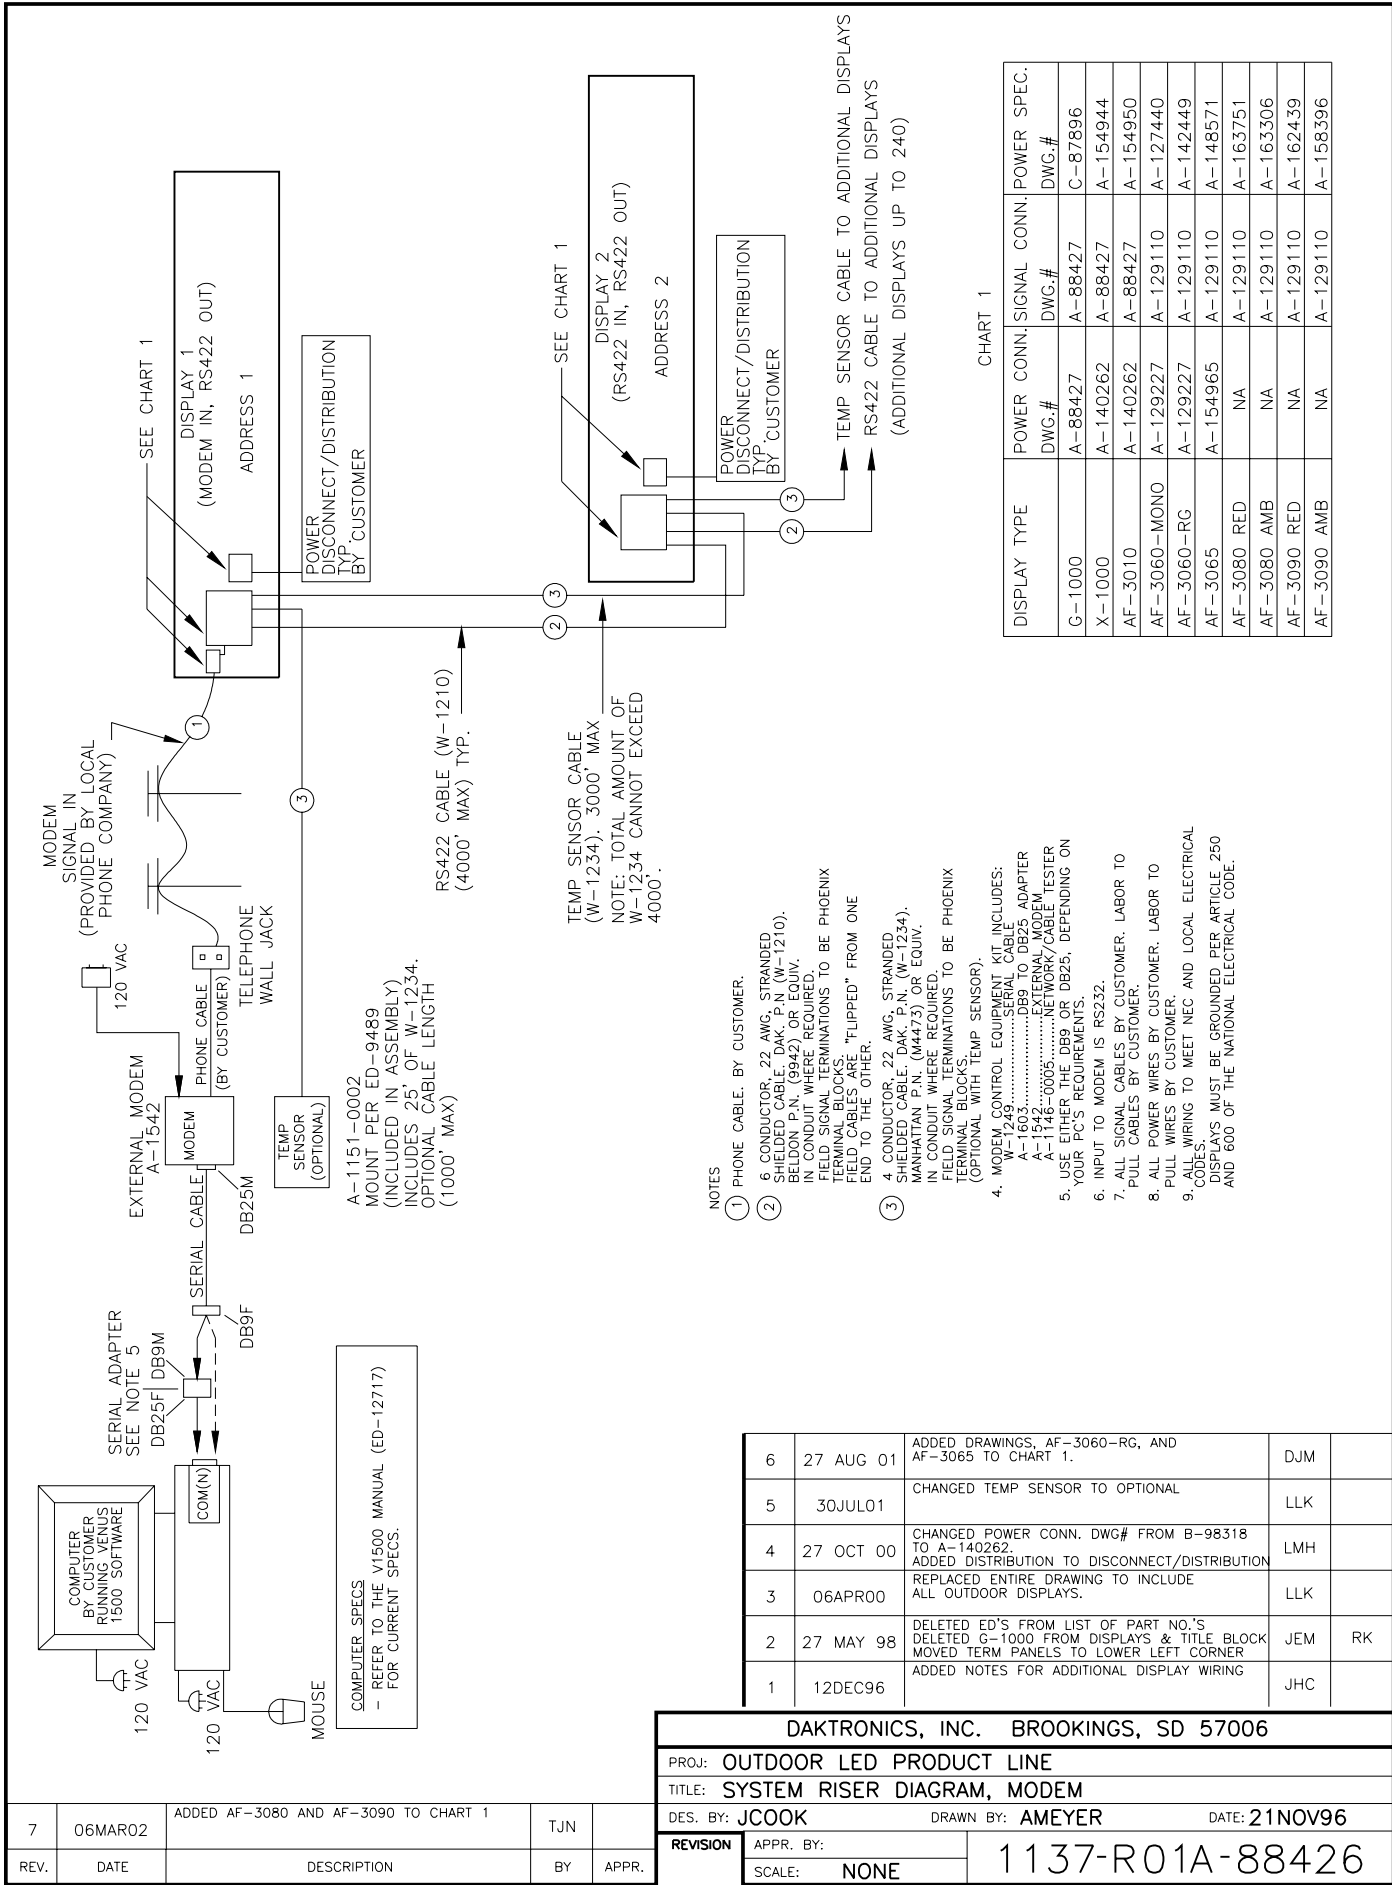 COMPUTER
BY CUSTOMER
RUNNING VENUS
1500 SOFTWARE
120 VAC
120 VAC
MOUSE
COM(N)
SERIAL ADAPTER
SEE NOTE 5
DB25F
DB9M
DB9F
SERIAL CABLE
DB25M
EXTERNAL MODEM
A-1542
MODEM
120 VAC
PHONE CABLE
(BY CUSTOMER)
TELEPHONE
WALL JACK
MODEM
SIGNAL IN
(PROVIDED BY LOCAL
PHONE COMPANY)
1
SEE CHART 1
DISPLAY 1
(MODEM IN, RS422 OUT)
ADDRESS 1
POWER
DISCONNECT/DISTRIBUTION
TYP.
BY CUSTOMER
3
TEMP
SENSOR
(OPTIONAL)
A-1151-0002
MOUNT PER ED-9489
(INCLUDED IN ASSEMBLY)
INCLUDES 25' OF W-1234.
OPTIONAL CABLE LENGTH
(1000' MAX)
RS422 CABLE (W-1210)
(4000' MAX) TYP.
2
3
TEMP SENSOR CABLE
(W-1234). 3000' MAX
NOTE: TOTAL AMOUNT OF
W-1234 CANNOT EXCEED
4000'.
SEE CHART 1
DISPLAY 2
(RS422 IN, RS422 OUT)
ADDRESS 2
POWER
DISCONNECT/DISTRIBUTION
TYP.
BY CUSTOMER
3
2
TEMP SENSOR CABLE TO ADDITIONAL DISPLAYS
RS422 CABLE TO ADDITIONAL DISPLAYS
(ADDITIONAL DISPLAYS UP TO 240)
COMPUTER SPECS
- REFER TO THE V1500 MANUAL (ED-12717)
FOR CURRENT SPECS.
NOTES
1 PHONE CABLE. BY CUSTOMER.
2 6 CONDUCTOR, 22 AWG, STRANDED
SHIELDED CABLE. DAK. P.N (W-1210).
BELDON P.N. (9942) OR EQUIV.
IN CONDUIT WHERE REQUIRED.
FIELD SIGNAL TERMINATIONS TO BE PHOENIX
TERMINAL BLOCKS.
FIELD CABLES ARE "FLIPPED" FROM ONE
END TO THE OTHER.
3 4 CONDUCTOR, 22 AWG, STRANDED
SHIELDED CABLE. DAK. P.N. (W-1234).
MANHATTAN P.N. (M4473) OR EQUIV.
IN CONDUIT WHERE REQUIRED.
FIELD SIGNAL TERMINATIONS TO BE PHOENIX
TERMINAL BLOCKS.
(OPTIONAL WITH TEMP SENSOR).
4. MODEM CONTROL EQUIPMENT KIT INCLUDES:
W-1249..............SERIAL CABLE
A-1603..............DB9 TO DB25 ADAPTER
A-1542..............EXTERNAL MODEM
A-1146-0005........NETWORK/CABLE TESTER
5. USE EITHER THE DB9 OR DB25, DEPENDING ON
YOUR PC'S REQUIREMENTS.
6. INPUT TO MODEM IS RS232.
7. ALL SIGNAL CABLES BY CUSTOMER. LABOR TO
PULL CABLES BY CUSTOMER.
8. ALL POWER WIRES BY CUSTOMER. LABOR TO
PULL WIRES BY CUSTOMER.
9. ALL WIRING TO MEET NEC AND LOCAL ELECTRICAL
CODES.
DISPLAYS MUST BE GROUNDED PER ARTICLE 250
AND 600 OF THE NATIONAL ELECTRICAL CODE.
CHART 1
DISPLAY TYPE POWER CONN. DWG.# SIGNAL CONN. DWG.# POWER SPEC. DWG.#
G-1000 A-88427 A-88427 C-87896
X-1000 A-140262 A-88427 A-154944
AF-3010 A-140262 A-88427 A-154950
AF-3060-MONO A-129227 A-129110 A-127440
AF-3060-RG A-129227 A-129110 A-142449
AF-3065 A-154965 A-129110 A-148571
AF-3080 RED NA A-129110 A-163751
AF-3080 AMB NA A-129110 A-163306
AF-3090 RED NA A-129110 A-162439
AF-3090 AMB NA A-129110 A-158396
6 27 AUG 01 ADDED DRAWINGS, AF-3060-RG, AND
AF-3065 TO CHART 1. DJM
5 30JUL01 CHANGED TEMP SENSOR TO OPTIONAL LLK
4 27 OCT 00 CHANGED POWER CONN. DWG# FROM B-98318
TO A-140262.
ADDED DISTRIBUTION TO DISCONNECT/DISTRIBUTION LMH
3 06APR00 REPLACED ENTIRE DRAWING TO INCLUDE
ALL OUTDOOR DISPLAYS. LLK
2 27 MAY 98 DELETED ED'S FROM LIST OF PART NO.'S
DELETED G-1000 FROM DISPLAYS & TITLE BLOCK
MOVED TERM PANELS TO LOWER LEFT CORNER JEM RK
1 12DEC96 ADDED NOTES FOR ADDITIONAL DISPLAY WIRING JHC
7 06MAR02 ADDED AF-3080 AND AF-3090 TO CHART 1 TJN
REV. DATE DESCRIPTION BY APPR.
DAKTRONICS, INC. BROOKINGS, SD 57006
PROJ: OUTDOOR LED PRODUCT LINE
TITLE: SYSTEM RISER DIAGRAM, MODEM
DES. BY: JCOOK DRAWN BY: AMEYER DATE: 21NOV96
REVISION APPR. BY:
SCALE: NONE
1137-R01A-88426